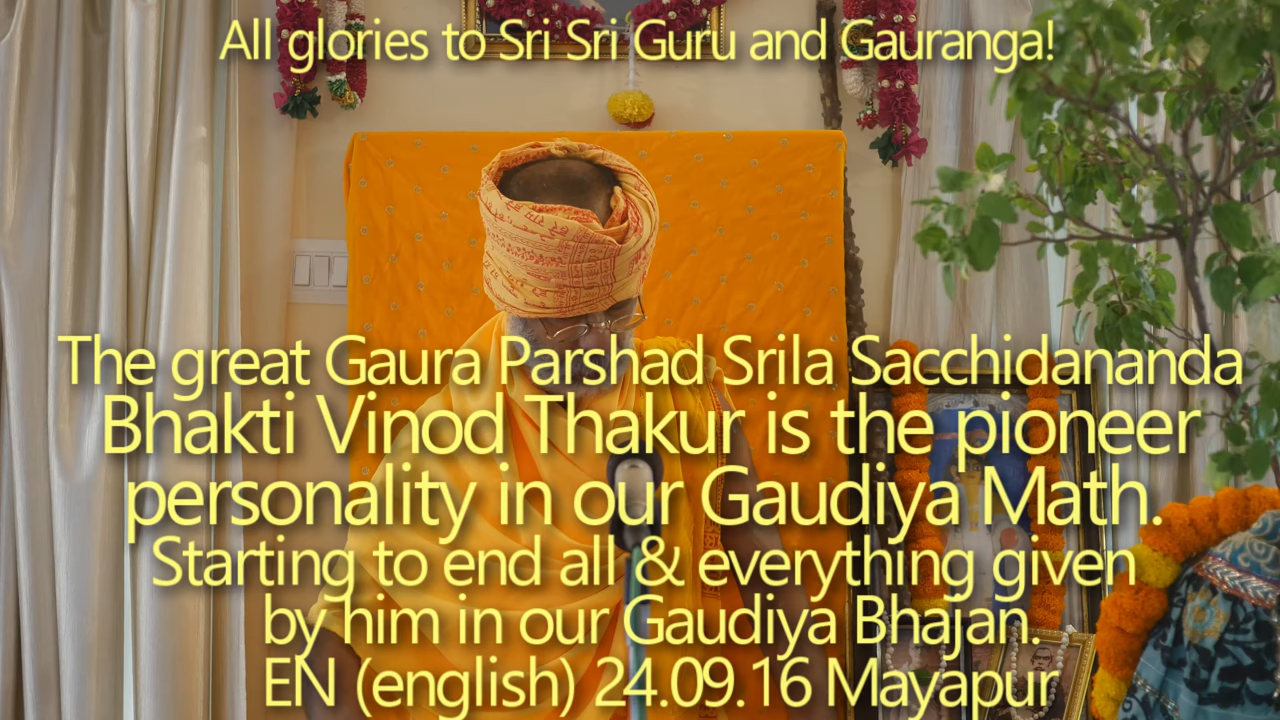 All glories to Sri Sri Guru and Gauranga!
The great Gaura Parshad Srila Sacchidananda
Bhakti Vinod Thakur is the pioneer
personality in our Gaudiya Math.
Starting to end all & everything given
by him in our Gaudiya Bhajan.
EN (english) 24.09.16 Mayapur